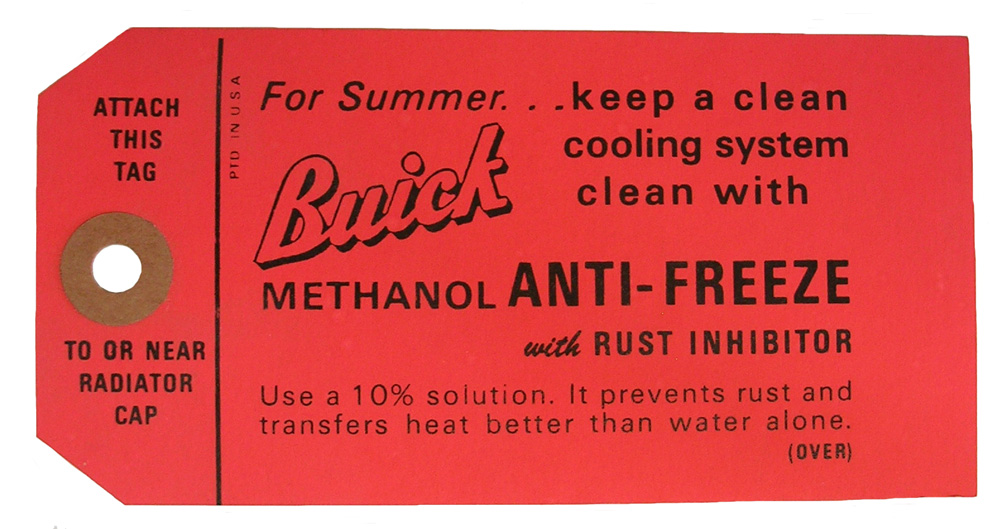 ATTACH
THIS
TAG
TO OR NEAR
RADIATOR
CAP
PTD IN USA
For Summer. . .keep a clean
cooling system
clean with
Buick
METHANOL ANTI-FREEZE
with RUST INHIBITOR
Use a 10% solution. It prevents rust and
transfers heat better than water alone.
(OVER)